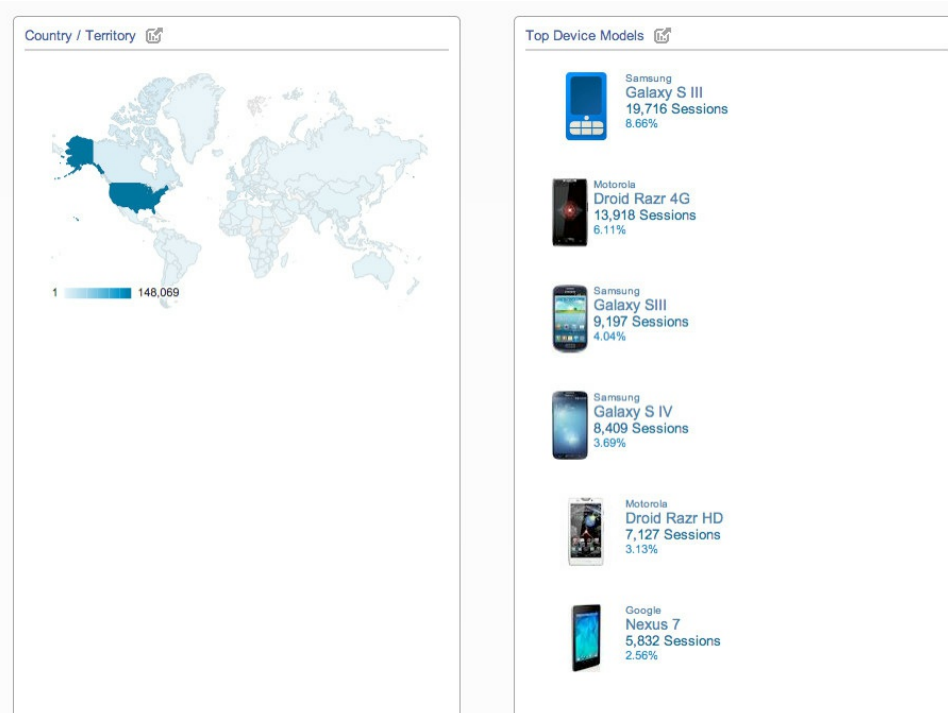 Country / Territory
1
148,069
Top Device Models
Samsung
Galaxy S III
19,716 Sessions
8.66%
Motorola
Droid Razr 4G
13,918 Sessions
6.11%
Samsung
Galaxy SIII
9,197 Sessions
4.04%
Samsung
Galaxy S IV
8,409 Sessions
3.69%
Motorola
Droid Razr HD
7,127 Sessions
3.13%
Google
Nexus 7
5,832 Sessions
2.56%